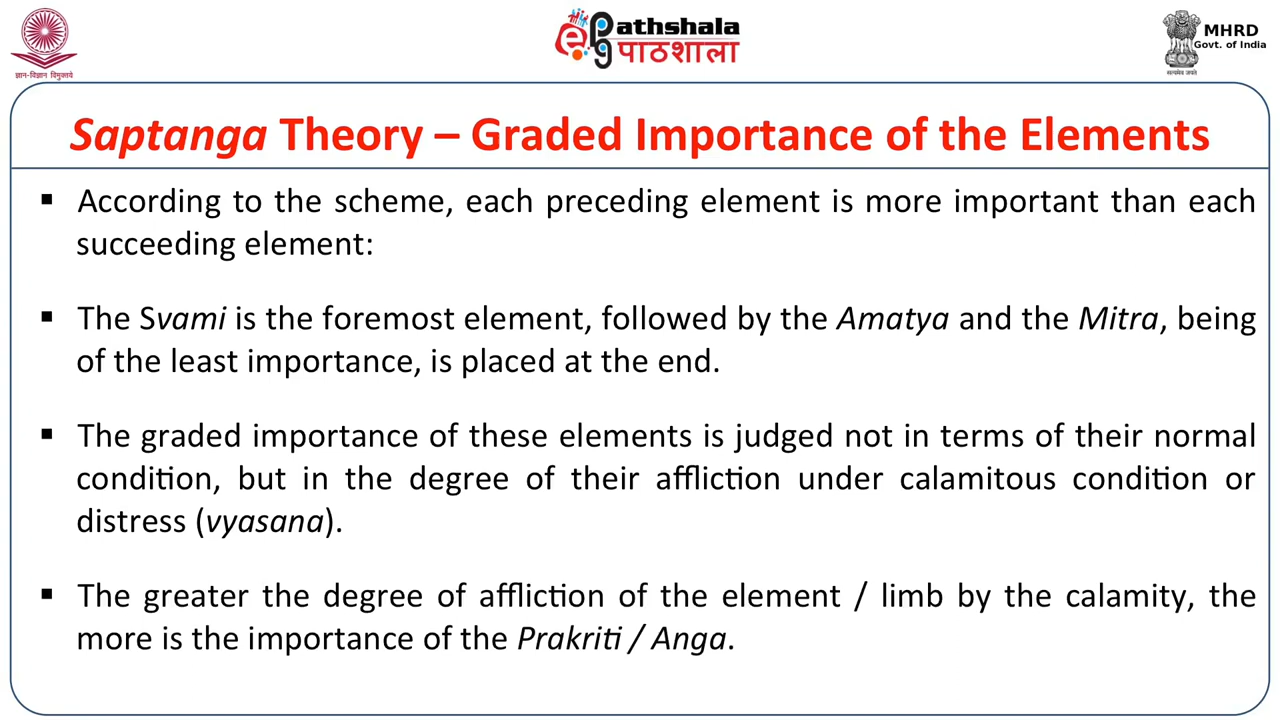 ज्ञान-विज्ञान विमुक्तये
ePathshala
पाठशाला
MHRD
Govt. of India
सत्यमेव जयते
Saptanga Theory – Graded Importance of the Elements
▪ According to the scheme, each preceding element is more important than each
succeeding element:
▪ The Svami is the foremost element, followed by the Amatya and the Mitra, being
of the least importance, is placed at the end.
▪ The graded importance of these elements is judged not in terms of their normal
condition, but in the degree of their affliction under calamitous condition or
distress (vyasana).
▪ The greater the degree of affliction of the element / limb by the calamity, the
more is the importance of the Prakriti / Anga.